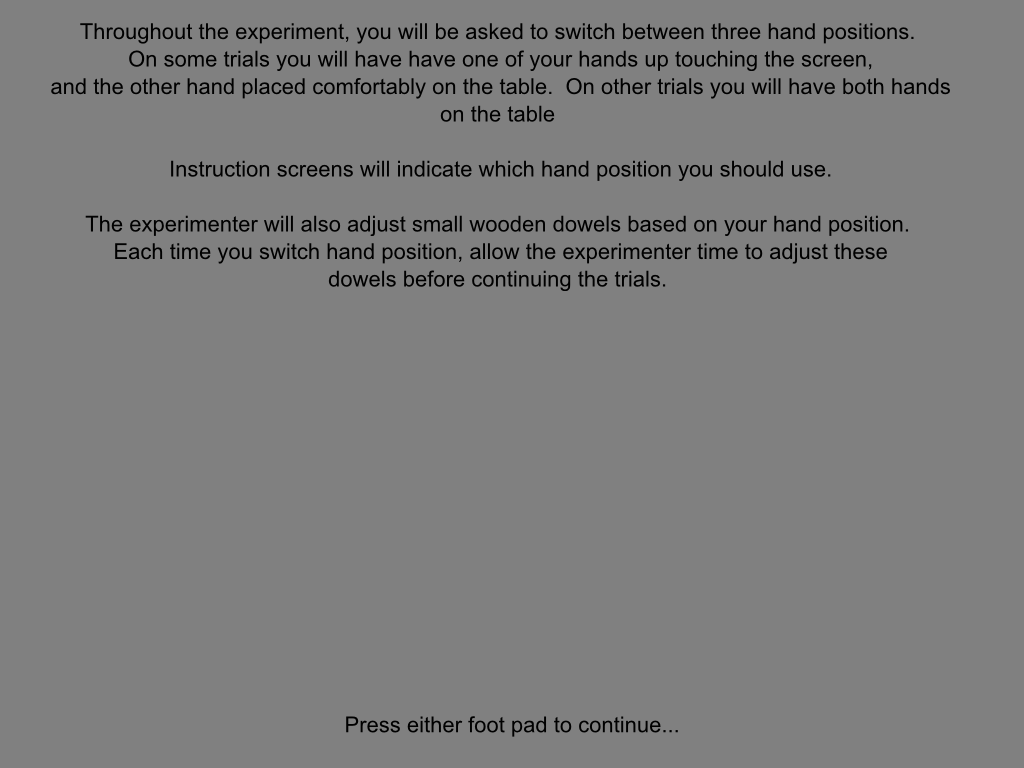 Throughout the experiment, you will be asked to switch between three hand positions.
On some trials you will have have one of your hands up touching the screen,
and the other hand placed comfortably on the table.  On other trials you will have both hands
on the table
Instruction screens will indicate which hand position you should use.
The experimenter will also adjust small wooden dowels based on your hand position.
Each time you switch hand position, allow the experimenter time to adjust these
dowels before continuing the trials.
Press either foot pad to continue...